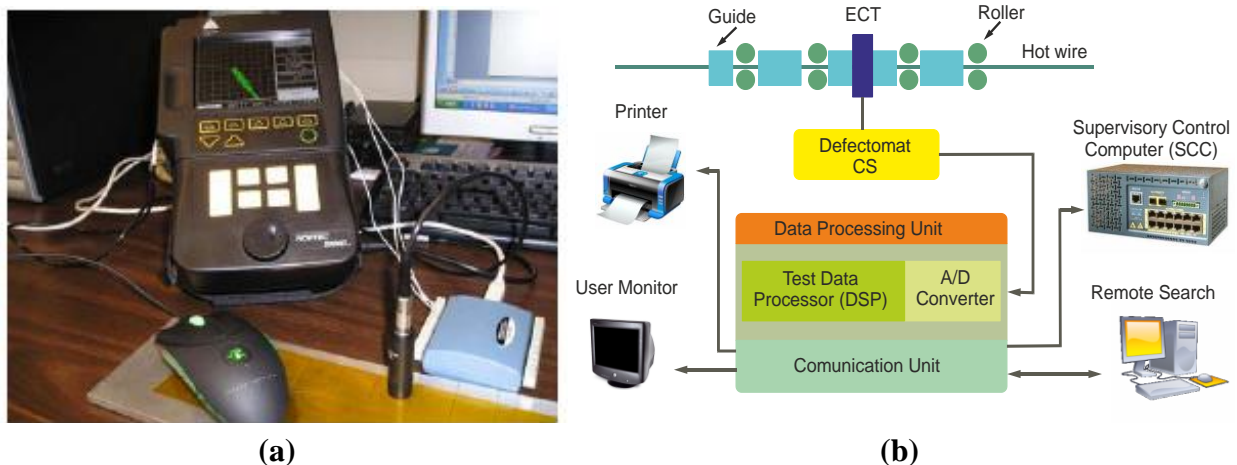 Guide
ECT
Roller
Hot wire
Printer
Defectomat
CS
Supervisory Control
Computer (SCC)
Data Processing Unit
Test Data
Processor (DSP)
A/D
Converter
User Monitor
Remote Search
Comunication Unit
(a)
(b)